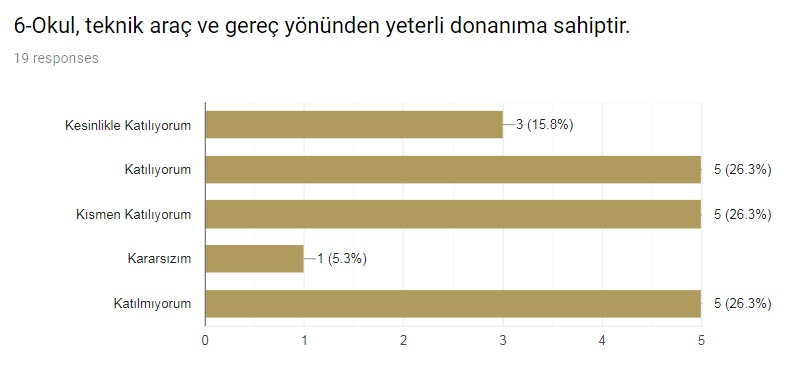 6-Okul, teknik araç ve gereç yönünden yeterli donanıma sahiptir.
19 responses
Kesinlikle Katılıyorum 3 (15.8%)
Katılıyorum 5 (26.3%)
Kısmen Katılıyorum 5 (26.3%)
Kararsızım 1 (5.3%)
Katılmıyorum 5 (26.3%)
0 1 2 3 4 5